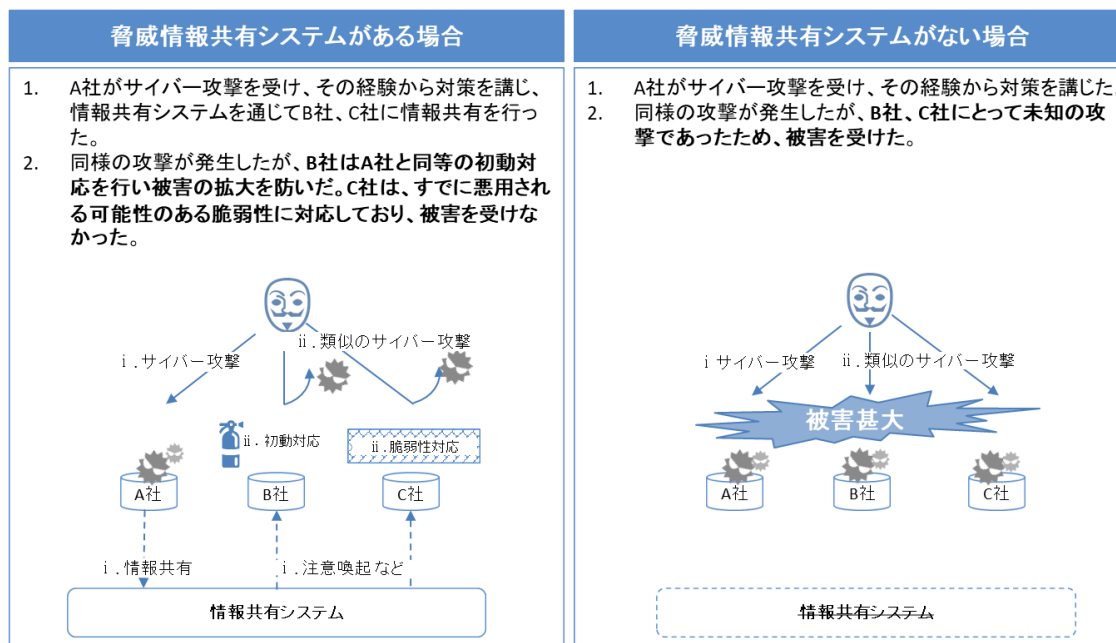 脅威情報共有システムがある場合
1. A社がサイバー攻撃を受け、その経験から対策を講じ、
情報共有システムを通じてB社、C社に情報共有を行っ
た。
2. 同様の攻撃が発生したが、B社はA社と同等の初動対
応を行い被害の拡大を防いだ。C社は、すでに悪用され
る可能性のある脆弱性に対応しており、被害を受けな
かった。
ⅱ.類似のサイバー攻撃
ⅰ.サイバー攻撃
ⅱ.初動対応
ⅱ.脆弱性対応
A社
B社
C社
ⅰ.情報共有
ⅰ.注意喚起など
情報共有システム
脅威情報共有システムがない場合
1. A社がサイバー攻撃を受け、その経験から対策を講じた。
2. 同様の攻撃が発生したが、B社、C社にとって未知の攻
撃であったため、被害を受けた。
ⅰサイバー攻撃
ⅱ.類似のサイバー攻撃
被害甚大
A社
B社
C社
情報共有システム